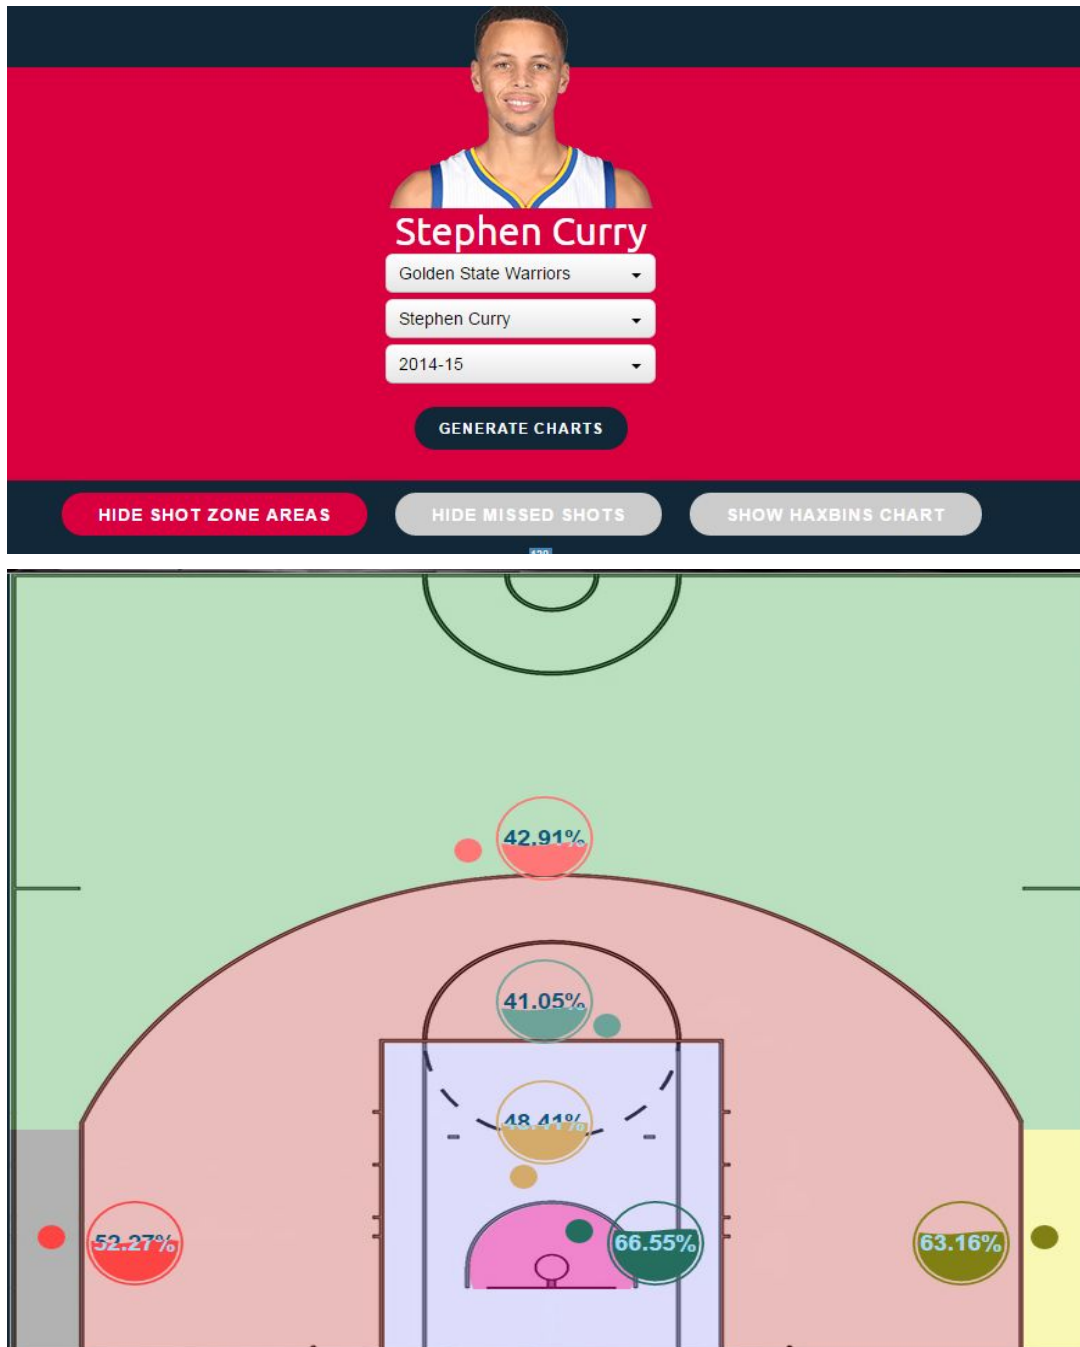 Stephen Curry
Golden State Warriors
Stephen Curry
2014-15
GENERATE CHARTS
HIDE SHOT ZONE AREAS
HIDE MISSED SHOTS
SHOW HAXBINS CHART
42.91%
41.05%
48.41%
52.27%
66.55%
63.16%